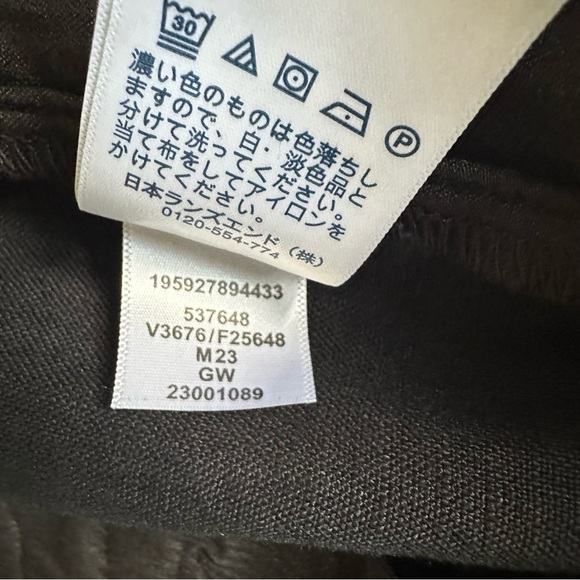 30
P
濃い色のものは色落ちし
ますので、白・淡色品と
分けて洗ってください。
当て布をしてアイロンを
かけてください。
日本ランズエンド(株)
0120-554-774
195927894433
537648
V3676/F25648
M23
GW
23001089